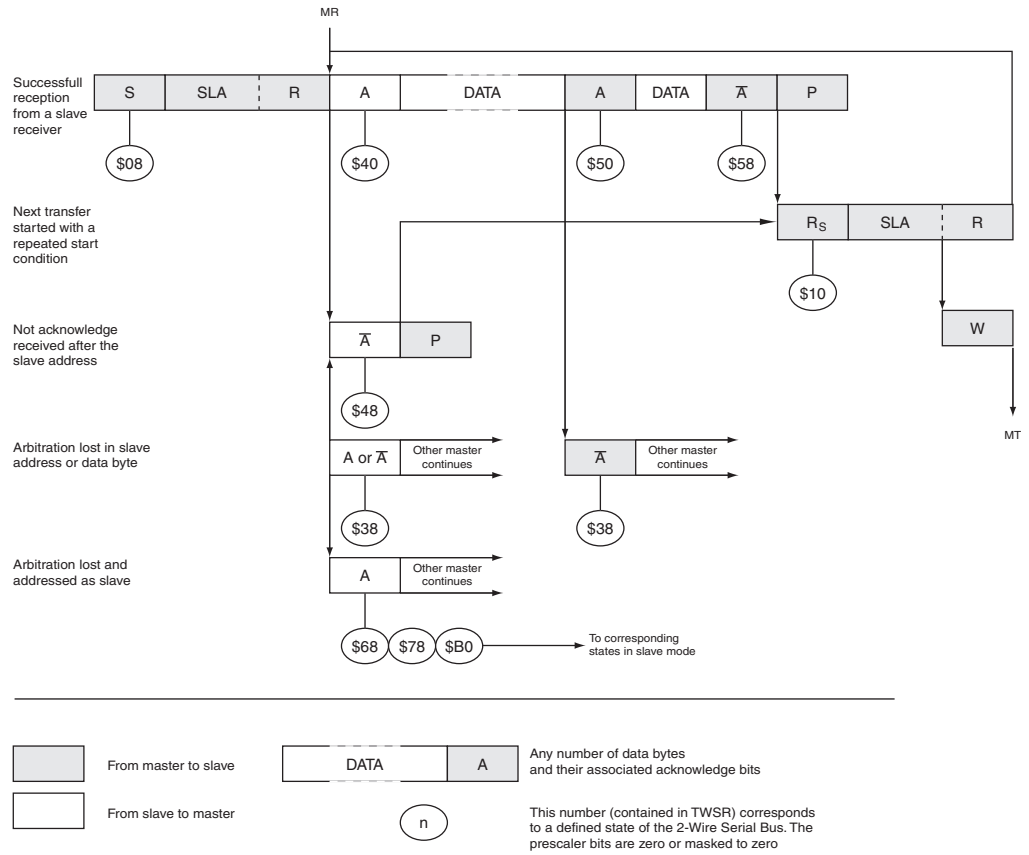 MR
Successfull
reception
from a slave
receiver
S SLA R A DATA A DATA A̅ P
$08 $40 $50 $58
Next transfer
started with a
repeated start
condition
RS SLA R
$10
Not acknowledge
received after the
slave address
A̅ P
W
$48
MT
Arbitration lost in slave
address or data byte
A or A̅ Other master
continues
A̅ Other master
continues
$38 $38
Arbitration lost and
addressed as slave
A Other master
continues
$68 $78 $B0 To corresponding
states in slave mode
From master to slave
DATA A Any number of data bytes
and their associated acknowledge bits
From slave to master
n This number (contained in TWSR) corresponds
to a defined state of the 2-Wire Serial Bus. The
prescaler bits are zero or masked to zero